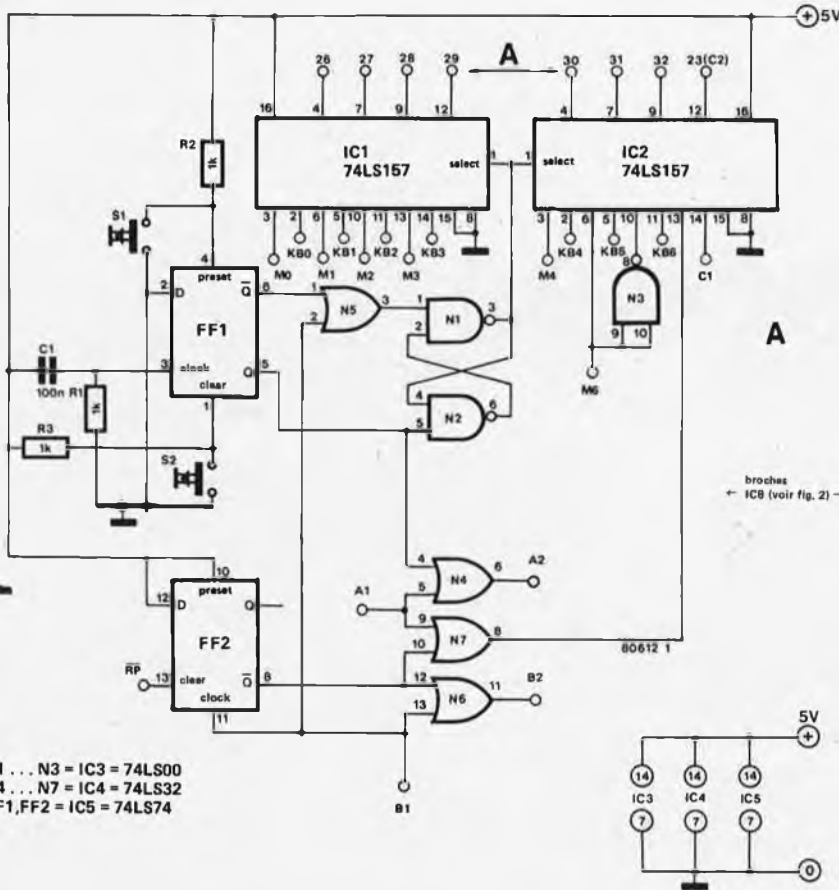 5V
26 27 28 29 A 30 31 32 23(C2)
16 4 7 9 12 4 7 9 12 16
R2 1k
IC1 74LS157 select 1
1 select IC2 74LS157
3 2 6 5 10 11 13 14 15 8
3 2 6 5 10 11 13 14 15 8
KB0 KB1 KB2 KB3
M0 M1 M2 M3
KB4 KB5 KB6
M4 C1
8
N3
9 10
M6
A
S1
4
preset
2 D Q 6
FF1
3 clock Q 5
clear
1
C1
100n
R1 1k
R3
1k
S2
1 N5 3
2
1 N1 3
2
4 N2 6
5
broches
← IC8 (voir fig. 2) →
4 N4 6 A2
5
A1
9 N7 8
10
80612 1
12 N6 11 B2
13
B1
10
preset
12 D Q
FF2
RP 13 clear Q 8
clock
11
1 ... N3 = IC3 = 74LS00
4 ... N7 = IC4 = 74LS32
F1,FF2 = IC5 = 74LS74
5V
14 14 14
IC3 IC4 IC5
7 7 7
0